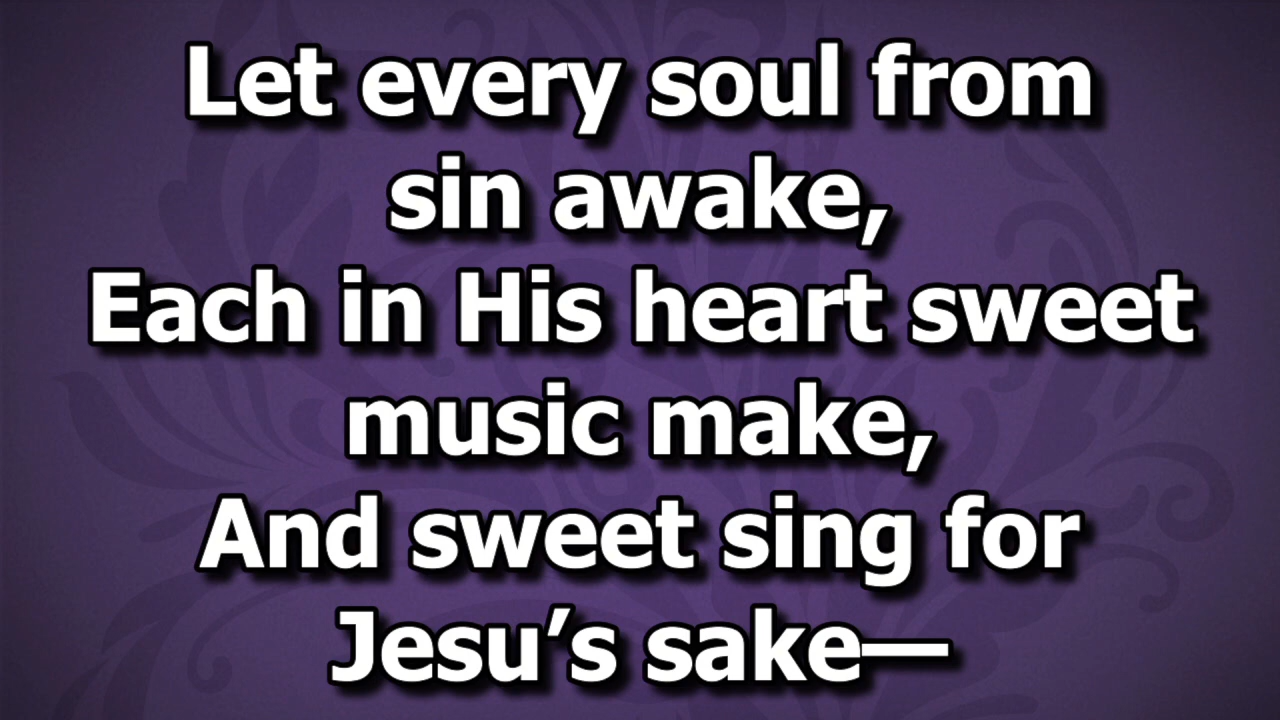 Let every soul from
sin awake,
Each in His heart sweet
music make,
And sweet sing for
Jesu’s sake—